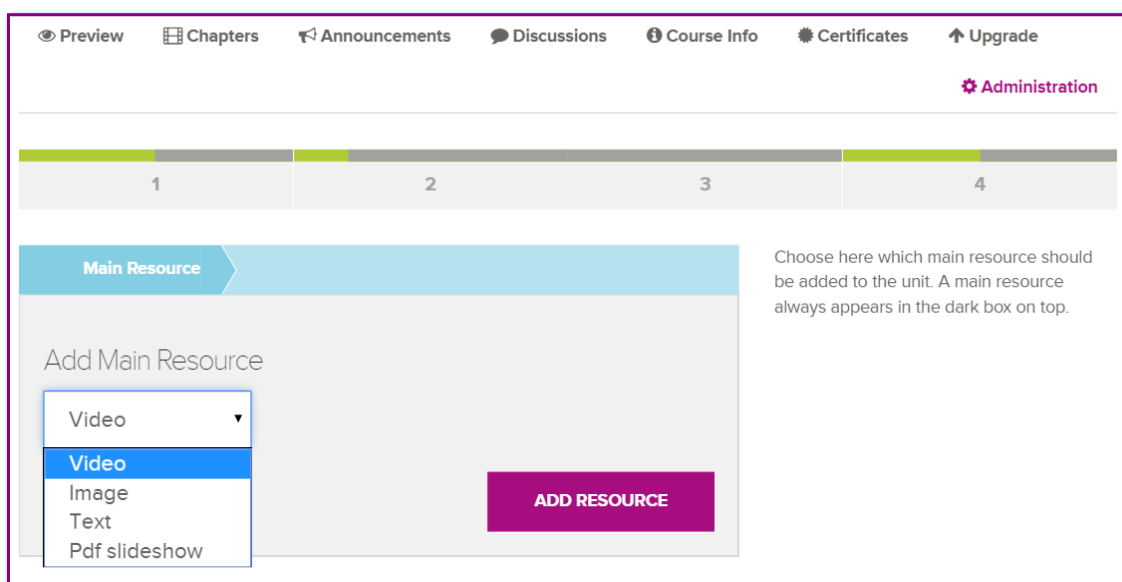 Preview Chapters Announcements Discussions Course Info Certificates Upgrade
Administration
1 2 3 4
Main Resource
Choose here which main resource should
be added to the unit. A main resource
always appears in the dark box on top.
Add Main Resource
Video
Video
Image
Text
Pdf slideshow
ADD RESOURCE